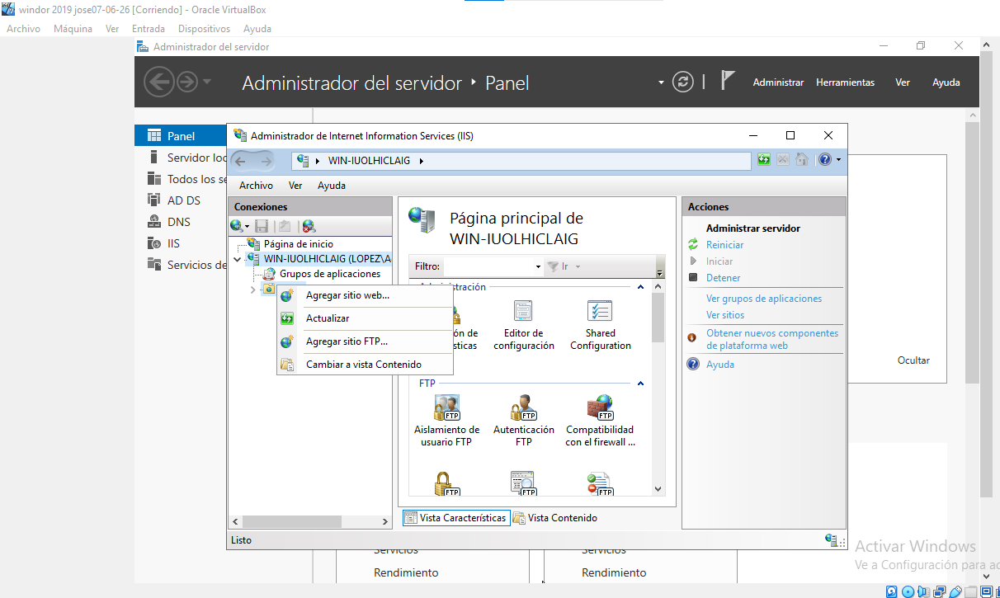 windor 2019 jose07-06-26 [Corriendo] - Oracle VirtualBox
Archivo Máquina Ver Entrada Dispositivos Ayuda
Administrador del servidor
Administrador del servidor Panel
Administrar Herramientas Ver Ayuda
Panel
Servidor loc
Todos los se
AD DS
DNS
IIS
Servicios de
Administrador de Internet Information Services (IIS)
WIN-IUOLHICLAIG
Archivo Ver Ayuda
Conexiones
Página de inicio
WIN-IUOLHICLAIG (LOPEZ\A
Grupos de aplicaciones
Agregar sitio web...
Actualizar
Agregar sitio FTP...
Cambiar a vista Contenido
Página principal de
WIN-IUOLHICLAIG
Filtro:
Ir
stración
ón de
sticas
Editor de
configuración
Shared
Configuration
FTP
FTP
Aislamiento de
usuario FTP
FTP
Autenticación
FTP
FTP
Compatibilidad
con el firewall ...
FTP
FTP
FTP
Vista Características
Vista Contenido
Acciones
Administrar servidor
Reiniciar
Iniciar
Detener
Ver grupos de aplicaciones
Ver sitios
Obtener nuevos componentes
de plataforma web
Ayuda
Listo
Ocultar
Servicios
Rendimiento
Servicios
Rendimiento
Activar Windows
Ve a Configuración para ac